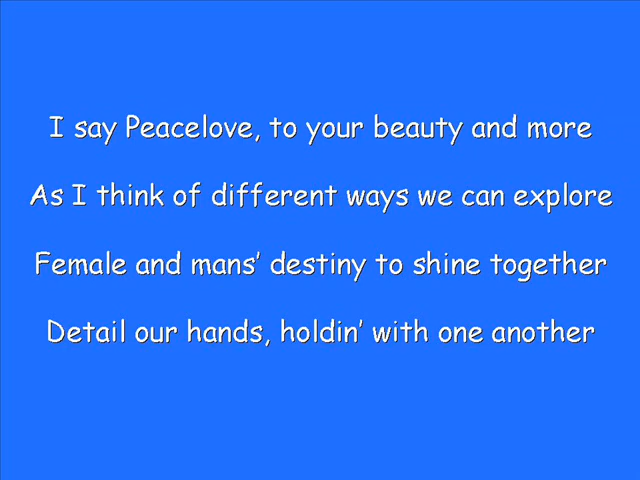 I say Peacelove, to your beauty and more
As I think of different ways we can explore
Female and mans’ destiny to shine together
Detail our hands, holdin’ with one another